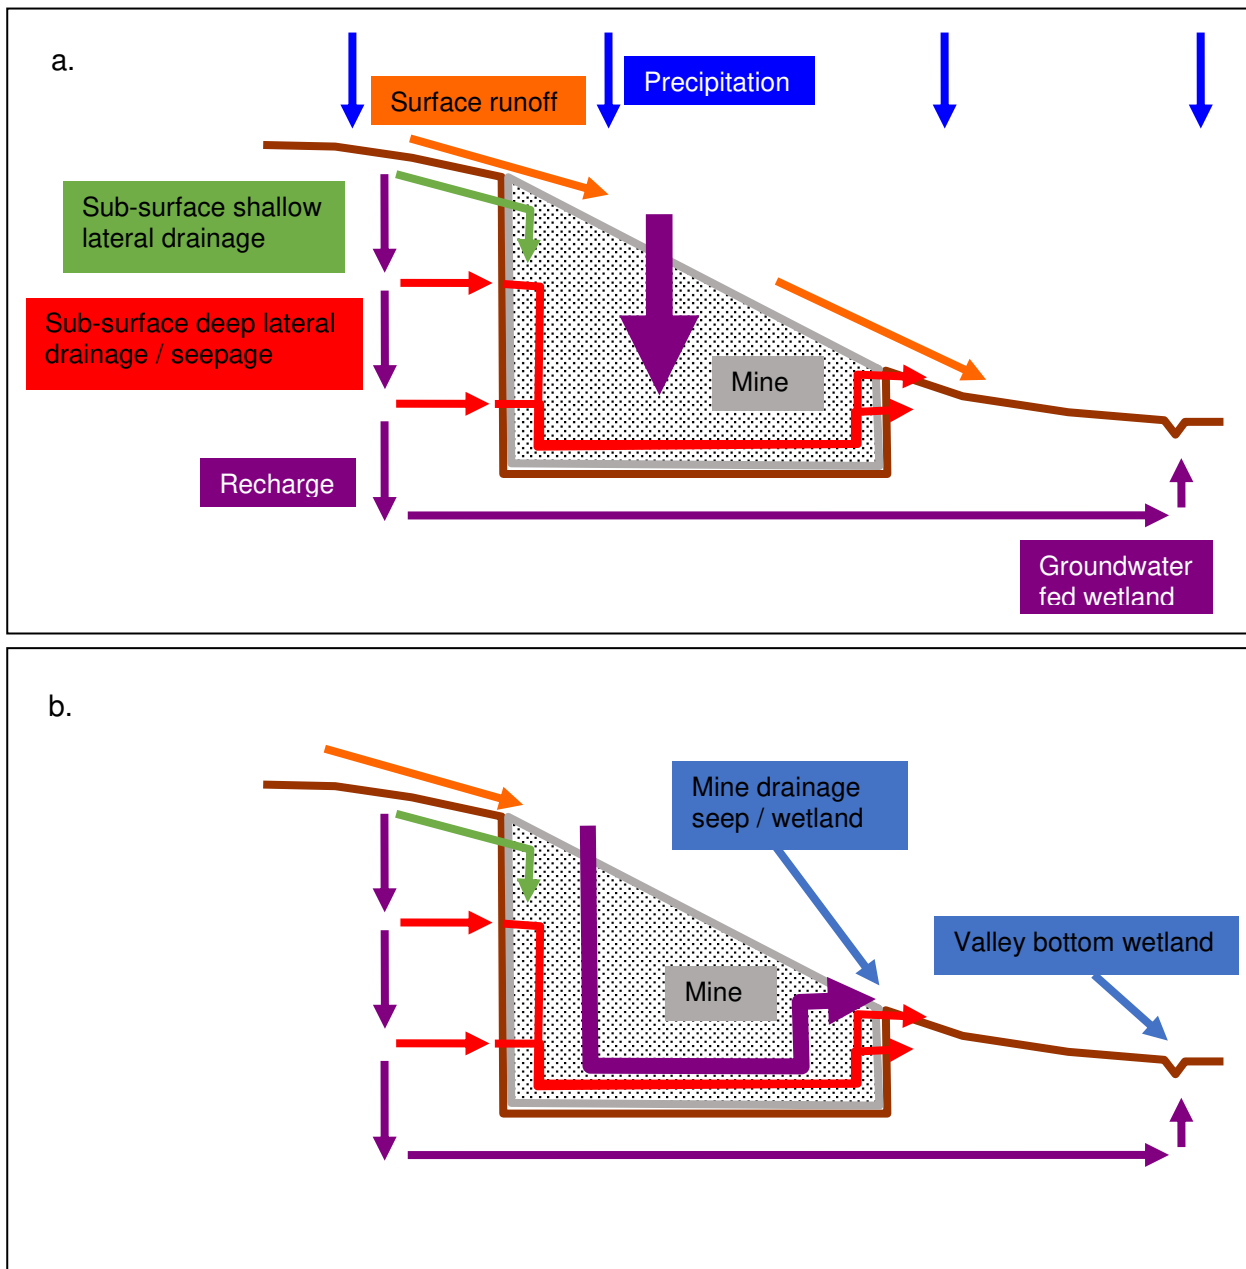 a.
Precipitation
Surface runoff
Sub-surface shallow
lateral drainage
Sub-surface deep lateral
drainage / seepage
Mine
Recharge
Groundwater
fed wetland
b.
Mine drainage
seep / wetland
Valley bottom wetland
Mine